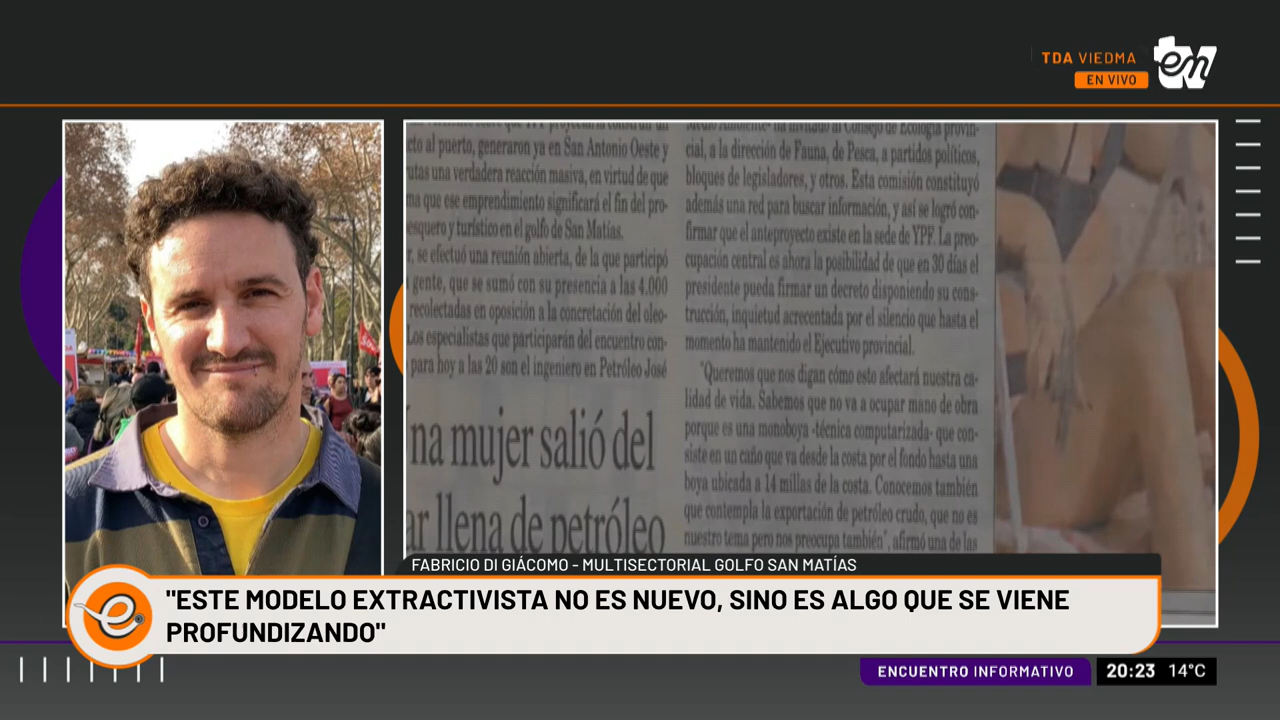 TDA VIEDMA
EN VIVO
em
cto al puerto, generaron ya en San Antonio Oeste y
utas una verdadera reacción masiva, en virtud de que
ma que ese emprendimiento significará el fin del pro-
esquero y turístico en el golfo de San Matías.
r, se efectuó una reunión abierta, de la que participó
gente, que se sumó con su presencia a las 4.000
recolectadas en oposición a la concretación del oleo-
Los especialistas que participarán del encuentro con-
para hoy a las 20 son el ingeniero en Petróleo José
na mujer salió del
ar llena de petróleo
Medio Ambiente- ha invitado al Consejo de Ecología provin-
cial, a la dirección de Fauna, de Pesca, a partidos políticos,
bloques de legisladores, y otros. Esta comisión constituyó
además una red para buscar información, y así se logró con-
firmar que el anteproyecto existe en la sede de YPF. La preo-
cupación central es ahora la posibilidad de que en 30 días el
presidente pueda firmar un decreto disponiendo su cons-
trucción, inquietud acrecentada por el silencio que hasta el
momento ha mantenido el Ejecutivo provincial.
"Queremos que nos digan cómo esto afectará nuestra ca-
lidad de vida. Sabemos que no va a ocupar mano de obra
porque es una monoboya -técnica computarizada- que con-
siste en un caño que va desde la costa por el fondo hasta una
boya ubicada a 14 millas de la costa. Conocemos también
que contempla la exportación de petróleo crudo, que no es
nuestro tema pero nos preocupa también", afirmó una de las
FABRICIO DI GIÁCOMO - MULTISECTORIAL GOLFO SAN MATÍAS
"ESTE MODELO EXTRACTIVISTA NO ES NUEVO, SINO ES ALGO QUE SE VIENE
PROFUNDIZANDO"
e
ENCUENTRO INFORMATIVO
20:23 14°C